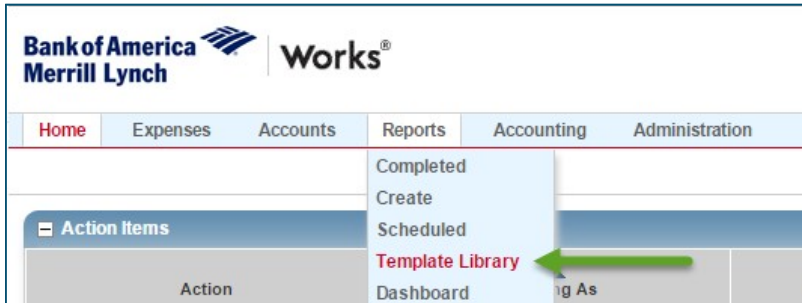 Bank of America
Merrill Lynch
Works®
Home Expenses Accounts Reports Accounting Administration
Completed
Create
Scheduled
Template Library
Dashboard
Action Items
Action
As